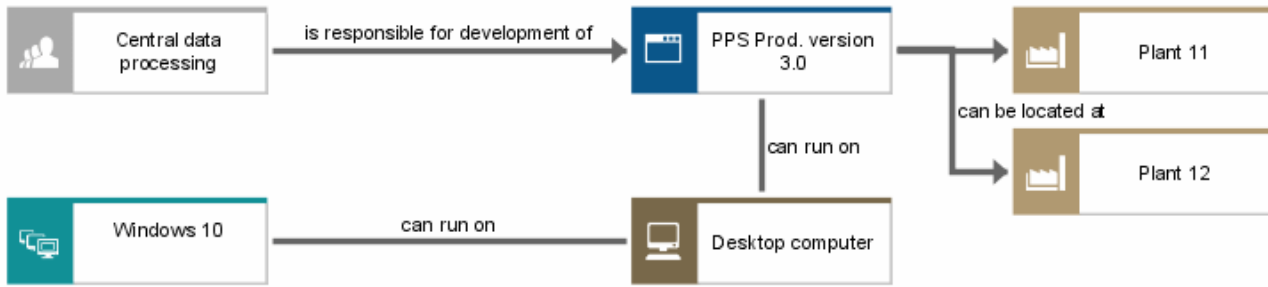 Central data
processing
is responsible for development of
PPS Prod. version
3.0
Plant 11
can be located at
Plant 12
can run on
Windows 10
can run on
Desktop computer